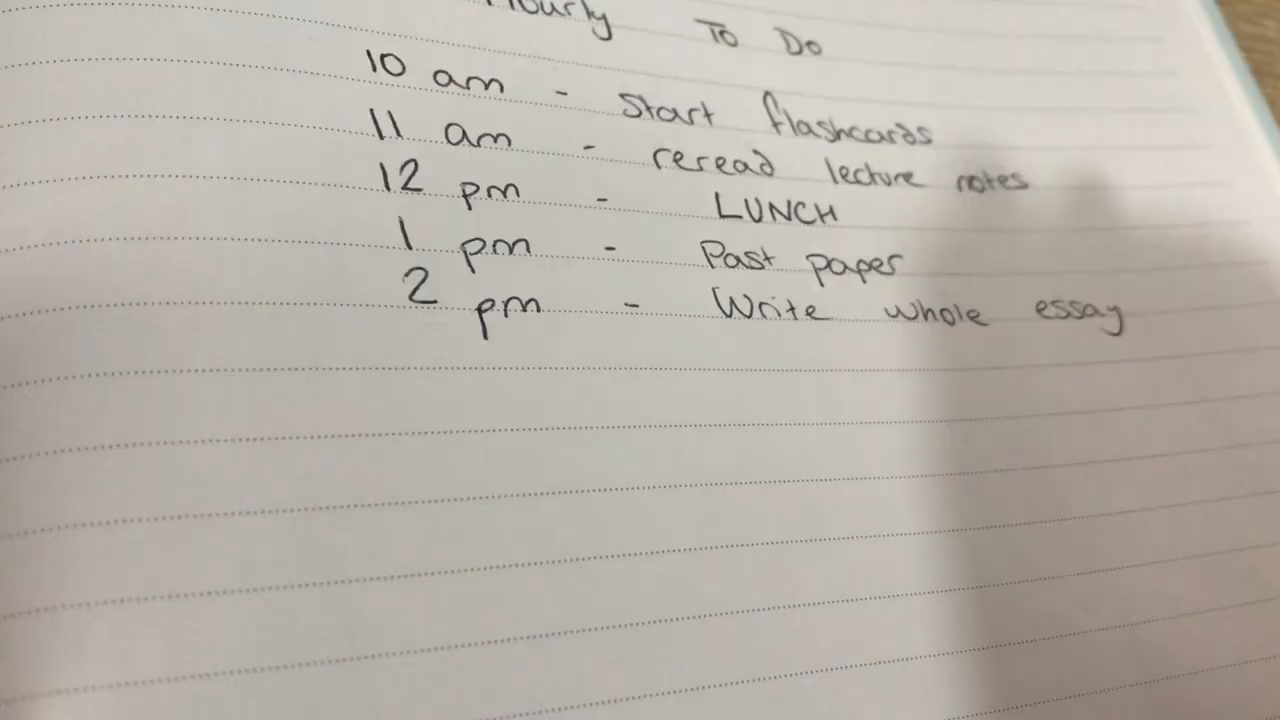 Hourly To Do
10 am - start flashcards
11 am - reread lecture notes
12 pm - LUNCH
1 pm - Past paper
2 pm - Write whole essay